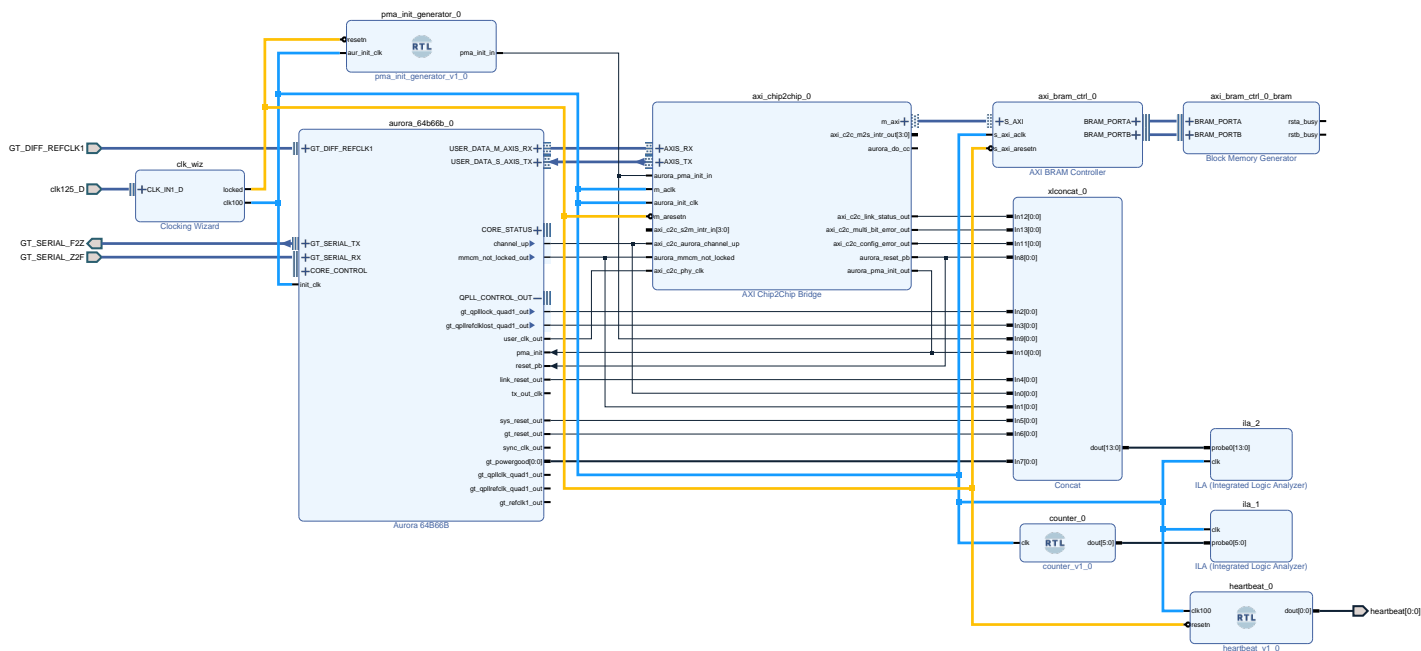 pma_init_generator_0
resetn
aur_init_clk
RTL
pma_init_in
pma_init_generator_v1_0
GT_DIFF_REFCLK1
clk125_D
GT_SERIAL_F2Z
GT_SERIAL_Z2F
clk_wiz
CLK_IN1_D
locked
clk100
Clocking Wizard
aurora_64b66b_0
GT_DIFF_REFCLK1
GT_SERIAL_TX
GT_SERIAL_RX
CORE_CONTROL
init_clk
USER_DATA_M_AXIS_RX
USER_DATA_S_AXIS_TX
CORE_STATUS
channel_up
mmcm_not_locked_out
QPLL_CONTROL_OUT
gt_qplllock_quad1_out
gt_qpllrefclklost_quad1_out
user_clk_out
pma_init
reset_pb
link_reset_out
tx_out_clk
sys_reset_out
gt_reset_out
sync_clk_out
gt_powergood[0:0]
gt_qpllclk_quad1_out
gt_qpllrefclk_quad1_out
gt_refclk1_out
Aurora 64B66B
axi_chip2chip_0
AXIS_RX
AXIS_TX
aurora_pma_init_in
m_aclk
aurora_init_clk
m_aresetn
axi_c2c_s2m_intr_in[3:0]
axi_c2c_aurora_channel_up
aurora_mmcm_not_locked
axi_c2c_phy_clk
m_axi
axi_c2c_m2s_intr_out[3:0]
aurora_do_cc
axi_c2c_link_status_out
axi_c2c_multi_bit_error_out
axi_c2c_config_error_out
aurora_reset_pb
aurora_pma_init_out
AXI Chip2Chip Bridge
axi_bram_ctrl_0
S_AXI
s_axi_aclk
s_axi_aresetn
BRAM_PORTA
BRAM_PORTB
AXI BRAM Controller
axi_bram_ctrl_0_bram
BRAM_PORTA
BRAM_PORTB
rsta_busy
rstb_busy
Block Memory Generator
xlconcat_0
In12[0:0]
In13[0:0]
In11[0:0]
In8[0:0]
In2[0:0]
In3[0:0]
In9[0:0]
In10[0:0]
In4[0:0]
In0[0:0]
In1[0:0]
In5[0:0]
In6[0:0]
In7[0:0]
dout[13:0]
Concat
ila_2
probe0[13:0]
clk
ILA (Integrated Logic Analyzer)
ila_1
clk
probe0[5:0]
ILA (Integrated Logic Analyzer)
counter_0
clk
RTL
dout[5:0]
counter_v1_0
heartbeat_0
clk100
resetn
RTL
dout[0:0]
heartbeat_v1_0
heartbeat[0:0]